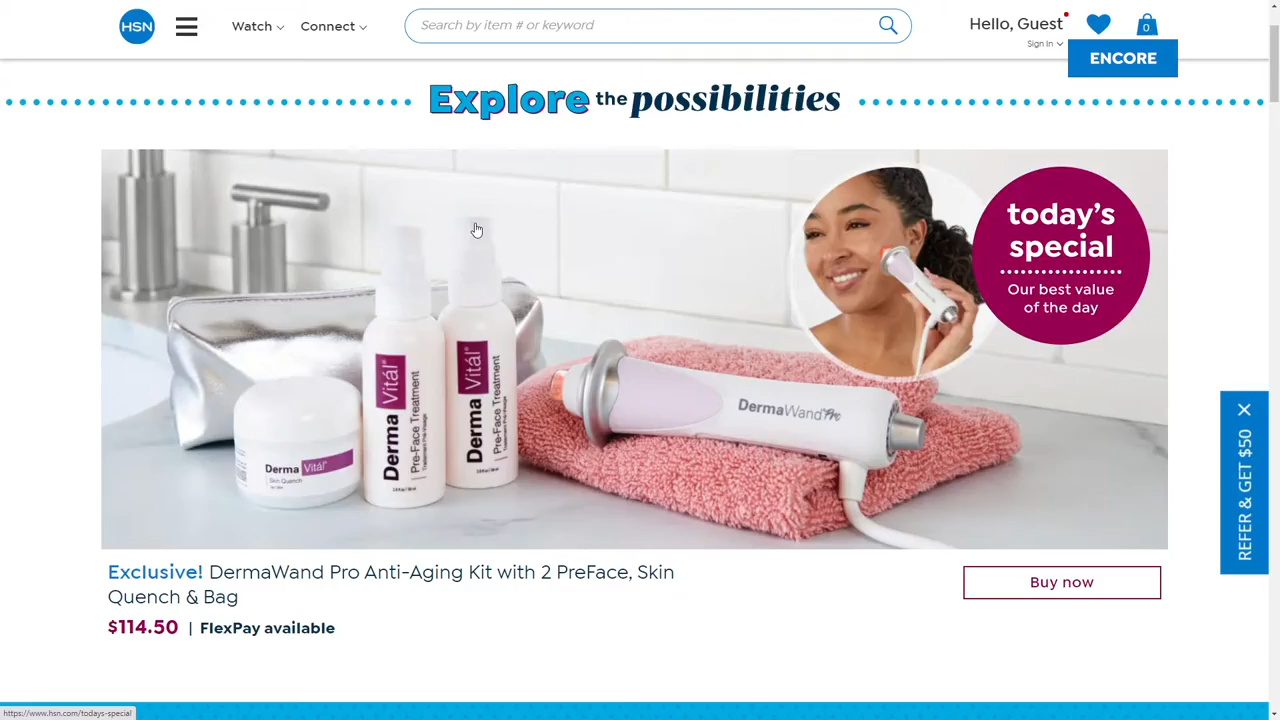 HSN
Watch
Connect
Search by item # or keyword
Hello, Guest
Sign In
0
ENCORE
Explore the possibilities
today's
special
Our best value
of the day
Derma Vitál®
Skin Quench
Derma Vitál®
Pre-Face Treatment
Derma Vitál®
Pre-Face Treatment
DermaWand Pro
REFER & GET $50
Exclusive! DermaWand Pro Anti-Aging Kit with 2 PreFace, Skin
Quench & Bag
Buy now
$114.50 | FlexPay available
https://www.hsn.com/todays-special